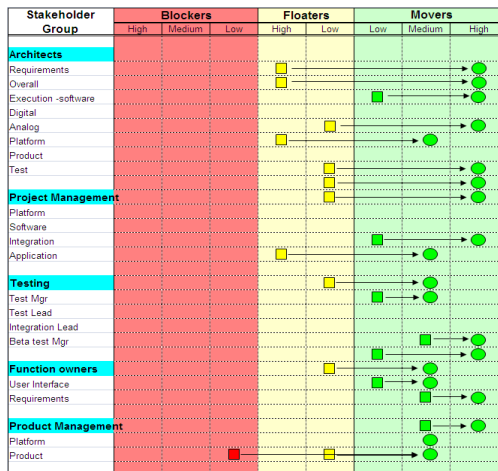 Stakeholder Group Blockers Floaters Movers
High Medium Low High Low Low Medium High
Architects
Requirements
Overall
Execution -software
Digital
Analog
Platform
Product
Test
Project Management
Platform
Software
Integration
Application
Testing
Test Mgr
Test Lead
Integration Lead
Beta test Mgr
Function owners
User Interface
Requirements
Product Management
Platform
Product